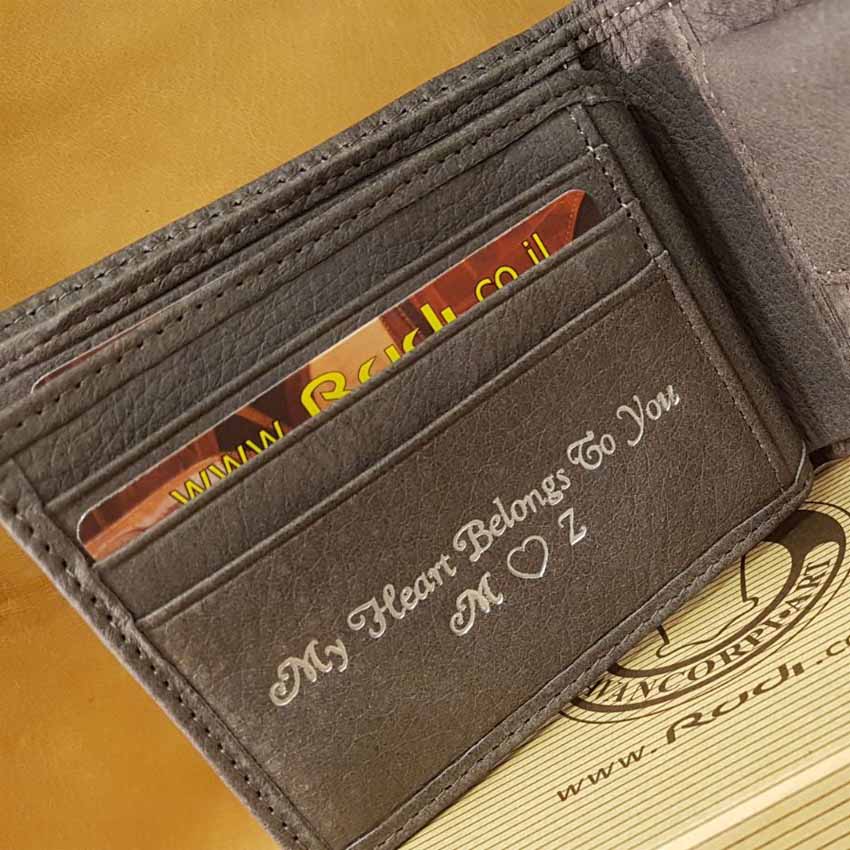 www.Rudi.co.il
My Heart Belongs To You
M ♡ Z
www.Rudi.co